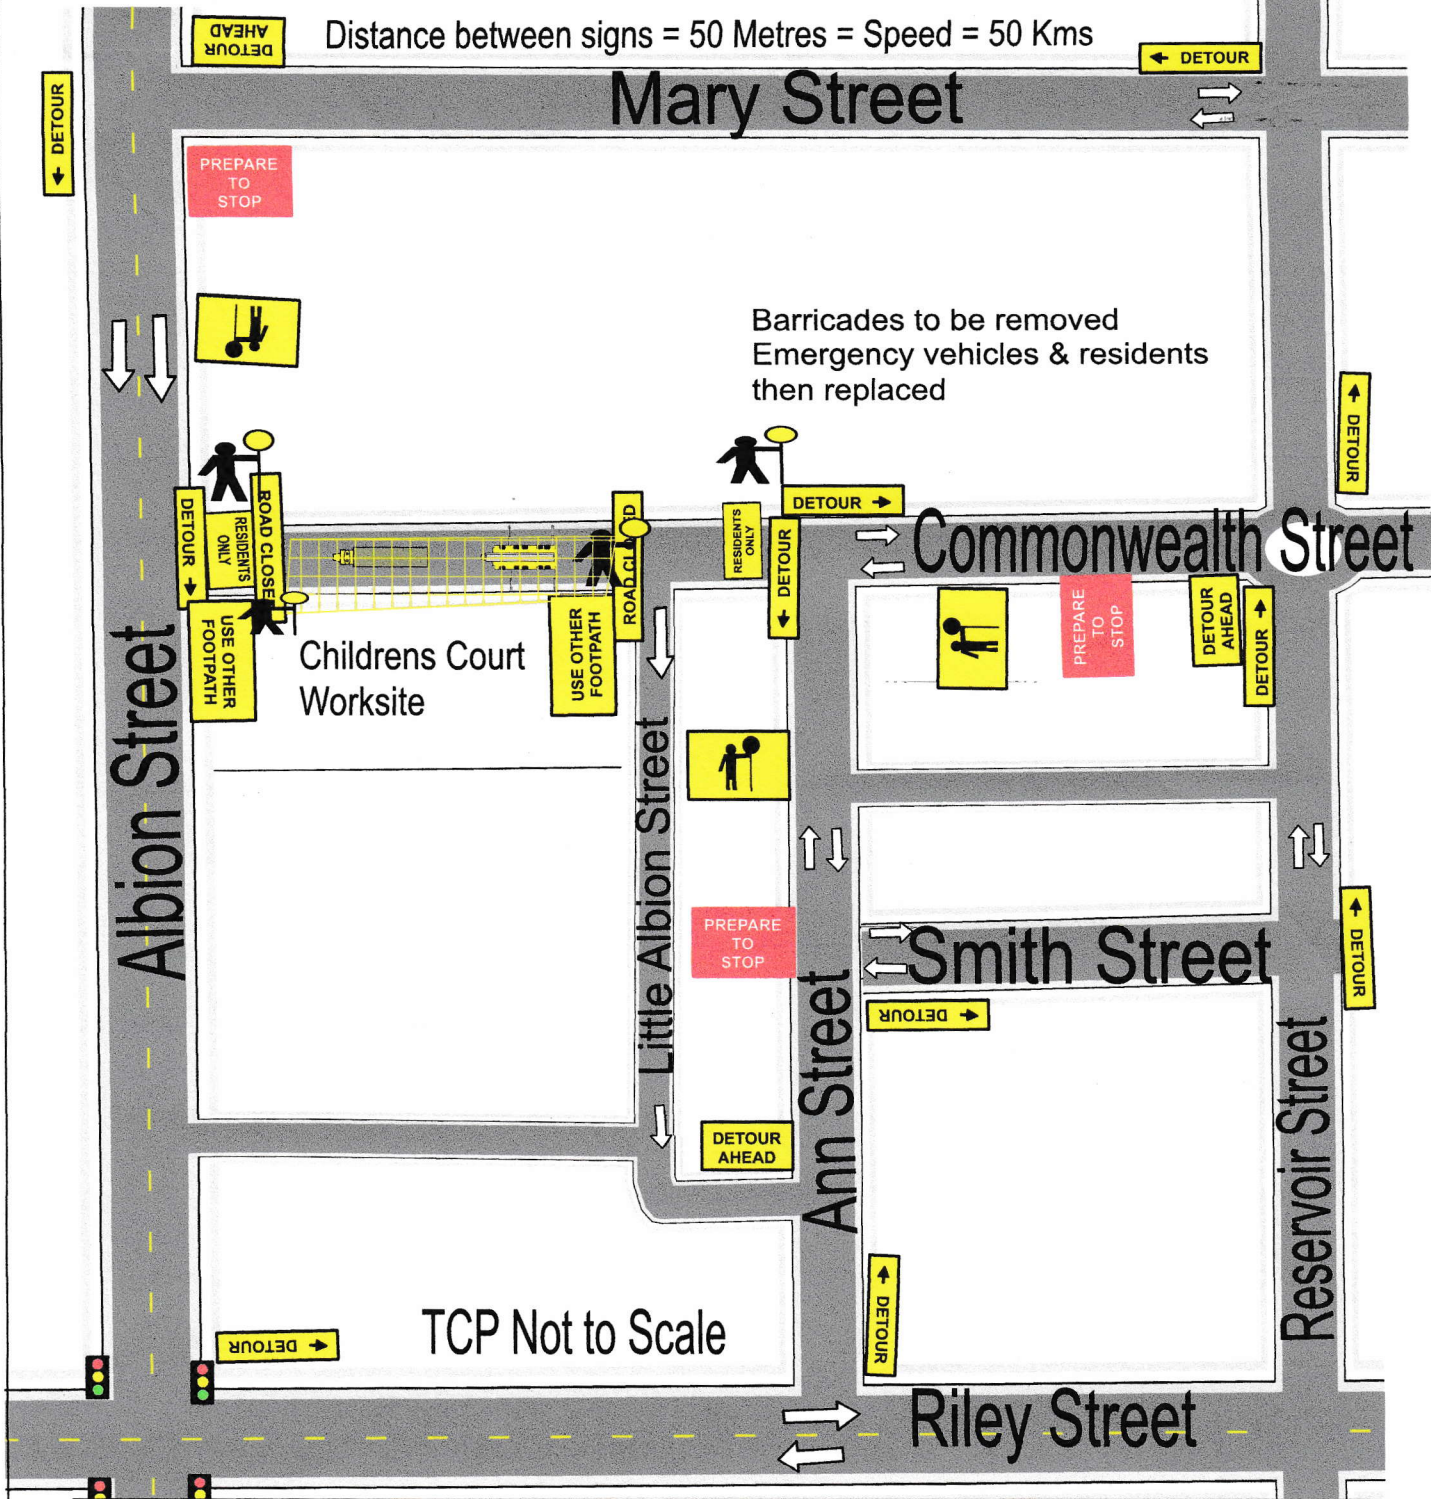 DETOUR
AHEAD
Distance between signs = 50 Metres = Speed = 50 Kms
DETOUR
DETOUR
Mary Street
PREPARE
TO
STOP
Barricades to be removed
Emergency vehicles & residents
then replaced
DETOUR
DETOUR
RESIDENTS
ONLY
ROAD CLOSE
ROAD CL
ED
RESIDENTS
ONLY
DETOUR
DETOUR
Commonwealth Street
USE OTHER
FOOTPATH
Childrens Court
Worksite
USE OTHER
FOOTPATH
PREPARE
TO
STOP
DETOUR
AHEAD
DETOUR
Albion Street
Little Albion Street
PREPARE
TO
STOP
Smith Street
DETOUR
DETOUR
Ann Street
Reservoir Street
DETOUR
AHEAD
DETOUR
TCP Not to Scale
DETOUR
Riley Street